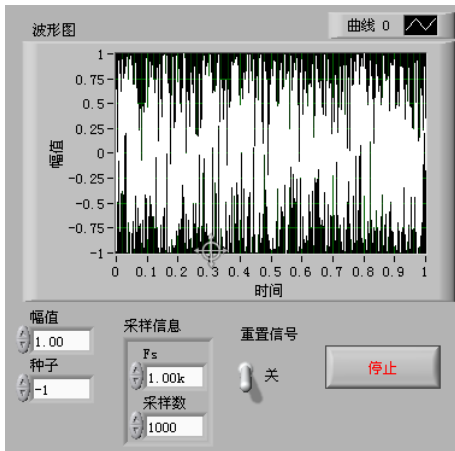 波形图
曲线 0
幅值
1
0.75
0.5
0.25
0
-0.25
-0.5
-0.75
-1
0 0.1 0.2 0.3 0.4 0.5 0.6 0.7 0.8 0.9 1
时间
幅值
1.00
种子
-1
采样信息
Fs
1.00k
采样数
1000
重置信号
关
停止